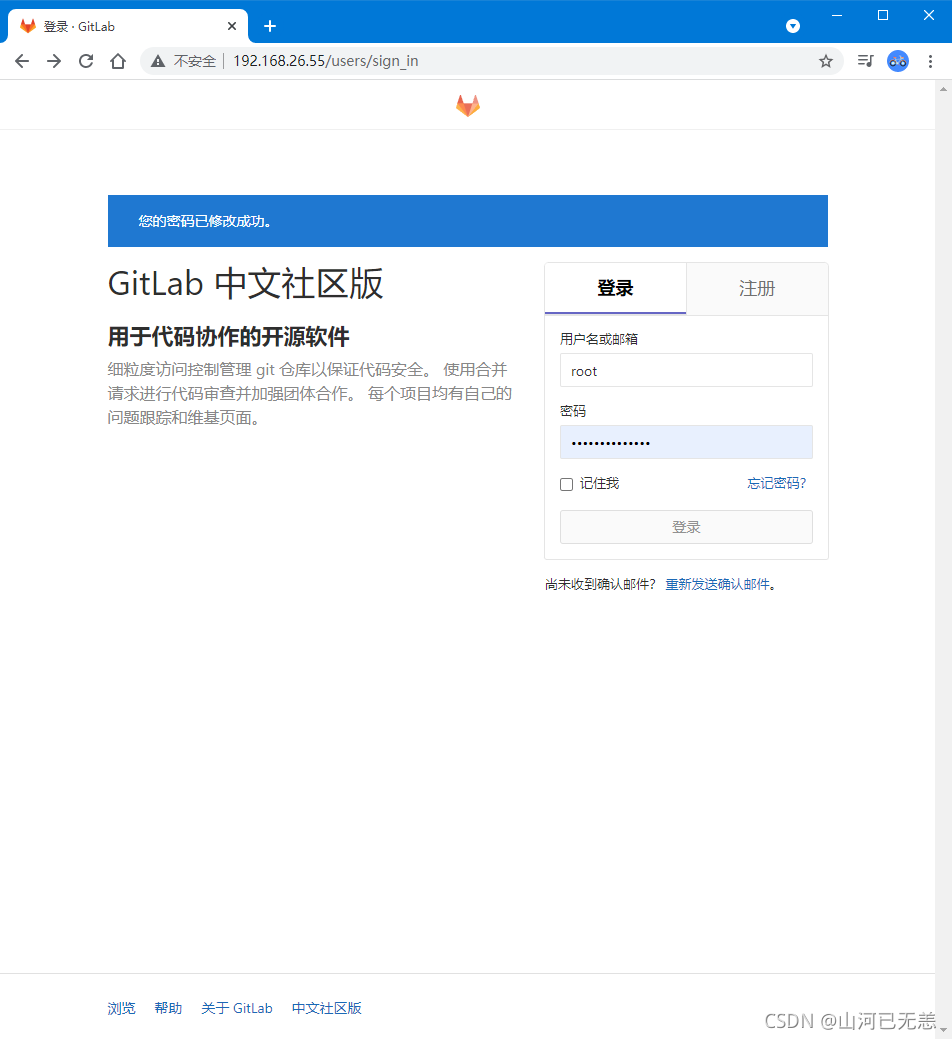 登录 · GitLab
不安全
192.168.26.55/users/sign_in
您的密码已修改成功。
GitLab 中文社区版
用于代码协作的开源软件
细粒度访问控制管理 git 仓库以保证代码安全。 使用合并
请求进行代码审查并加强团体合作。 每个项目均有自己的
问题跟踪和维基页面。
登录
注册
用户名或邮箱
root
密码
••••••••••••••
记住我
忘记密码?
登录
尚未收到确认邮件? 重新发送确认邮件。
浏览 帮助 关于 GitLab 中文社区版
CSDN @山河已无恙